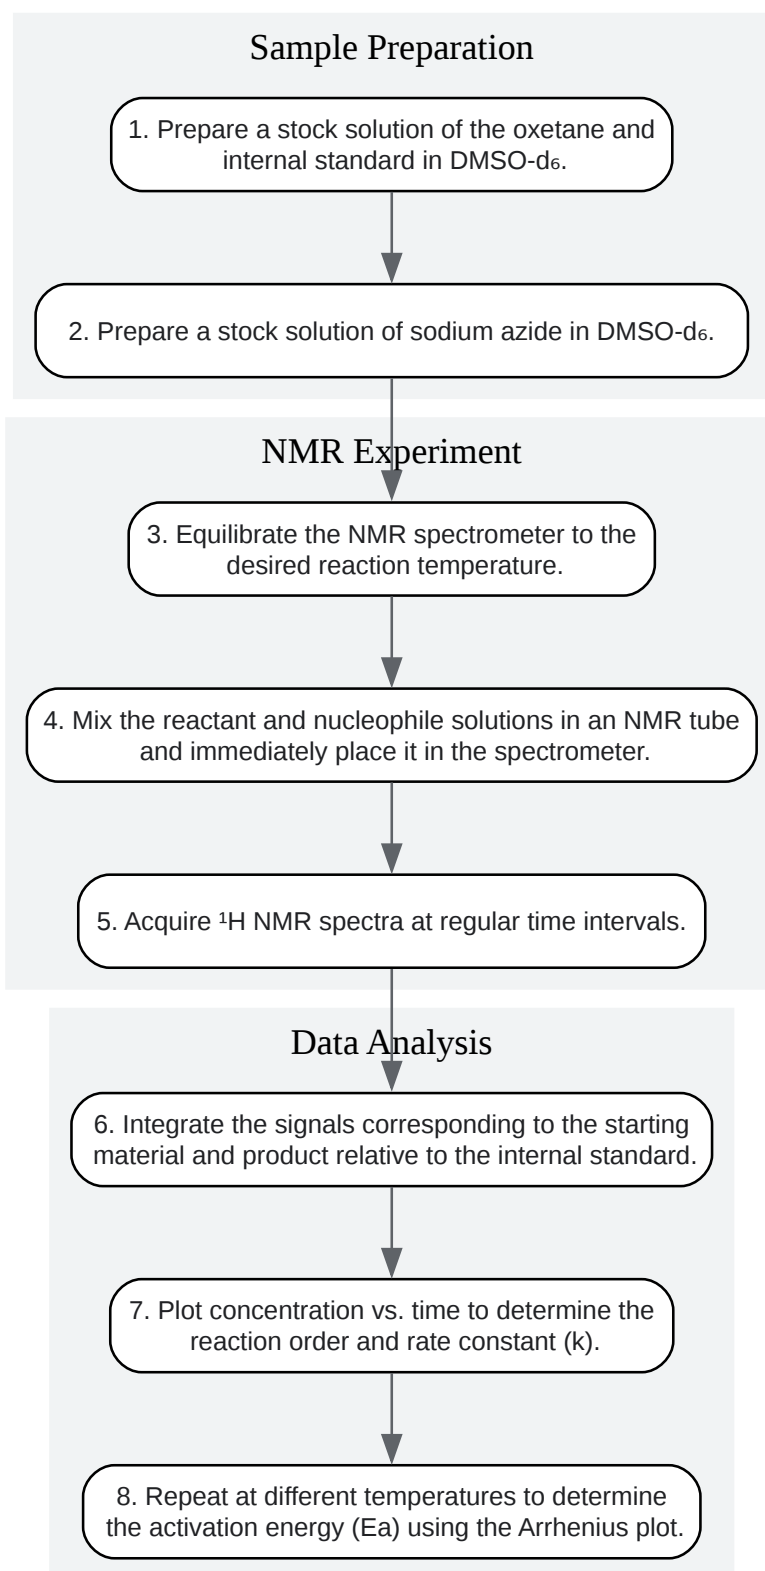 Sample Preparation
1. Prepare a stock solution of the oxetane and
internal standard in DMSO-d₆.
2. Prepare a stock solution of sodium azide in DMSO-d₆.
NMR Experiment
3. Equilibrate the NMR spectrometer to the
desired reaction temperature.
4. Mix the reactant and nucleophile solutions in an NMR tube
and immediately place it in the spectrometer.
5. Acquire ¹H NMR spectra at regular time intervals.
Data Analysis
6. Integrate the signals corresponding to the starting
material and product relative to the internal standard.
7. Plot concentration vs. time to determine the
reaction order and rate constant (k).
8. Repeat at different temperatures to determine
the activation energy (Ea) using the Arrhenius plot.